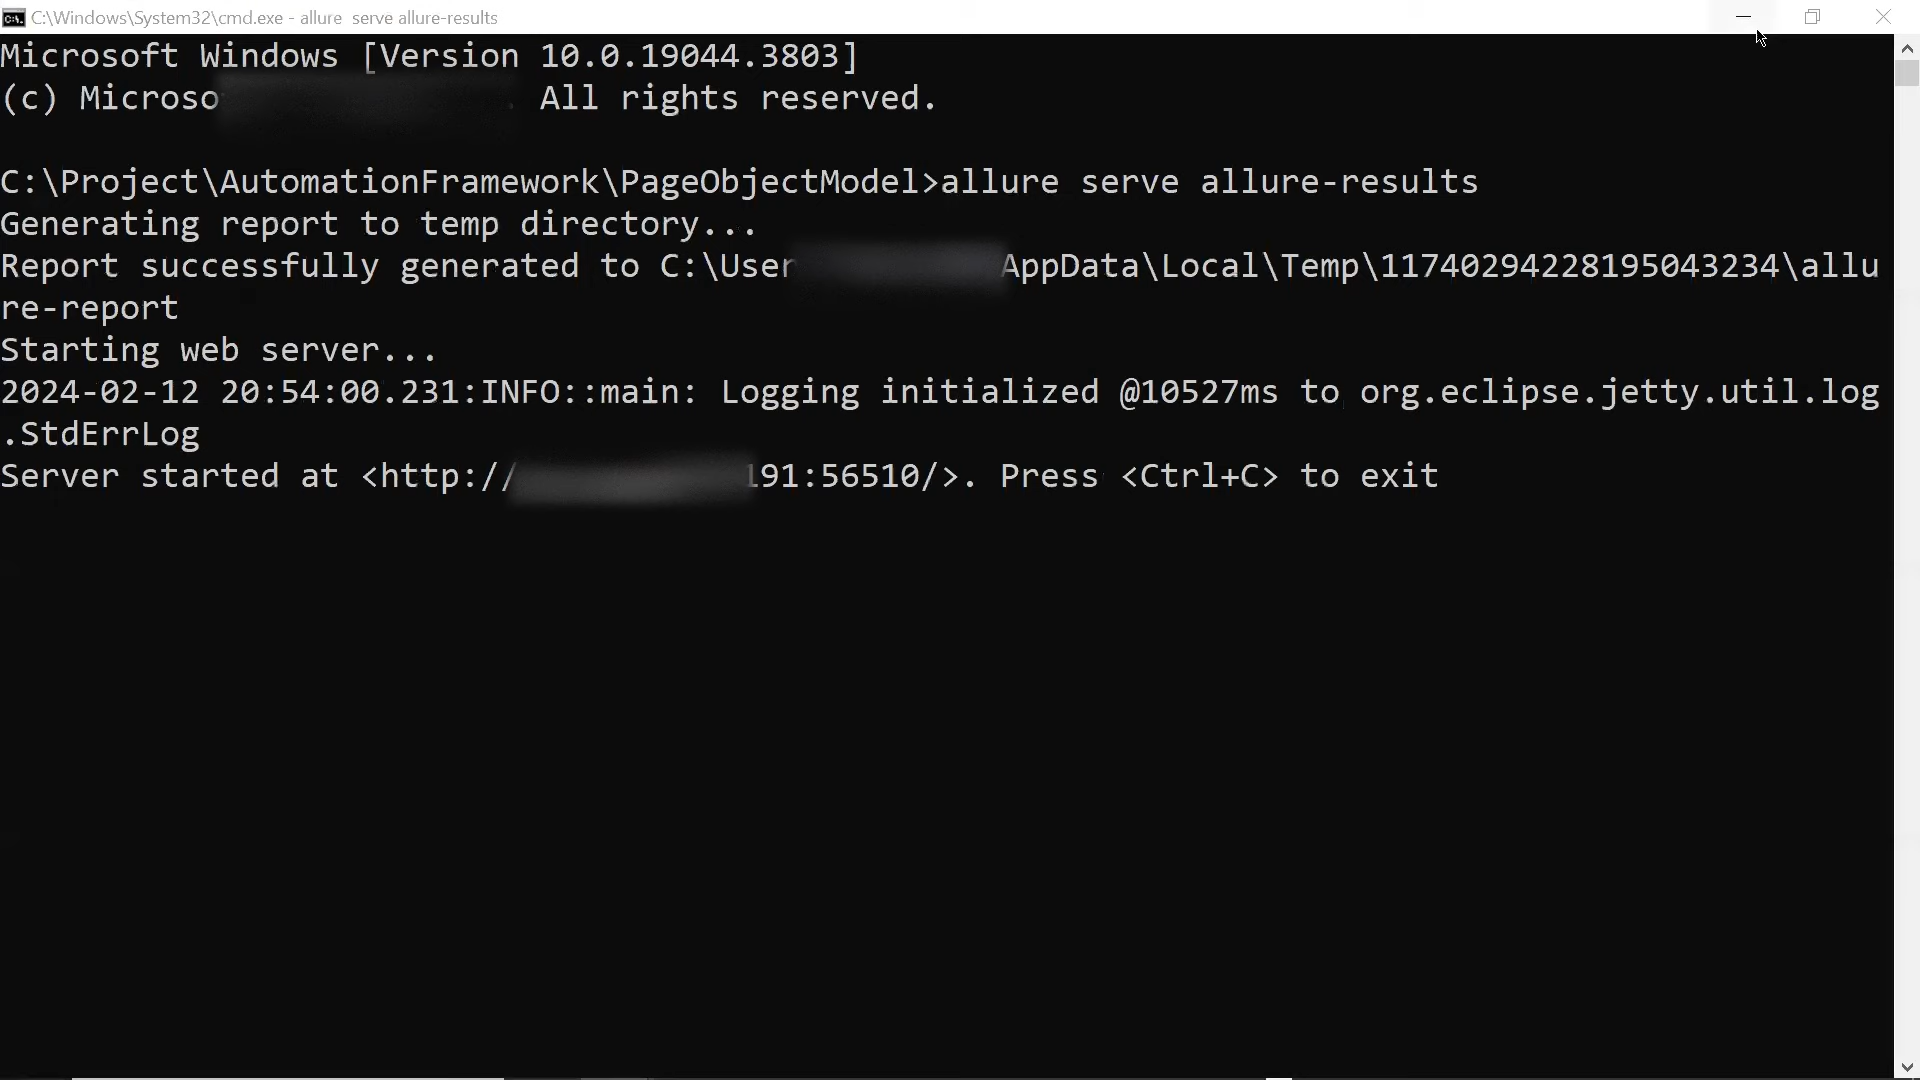 C:\Windows\System32\cmd.exe - allure  serve allure-results
Microsoft Windows [Version 10.0.19044.3803]
(c) Microso All rights reserved.
C:\Project\AutomationFramework\PageObjectModel>allure serve allure-results
Generating report to temp directory...
Report successfully generated to C:\User AppData\Local\Temp\11740294228195043234\allu
re-report
Starting web server...
2024-02-12 20:54:00.231:INFO::main: Logging initialized @10527ms to org.eclipse.jetty.util.log
.StdErrLog
Server started at <http:// 191:56510/>. Press <Ctrl+C> to exit